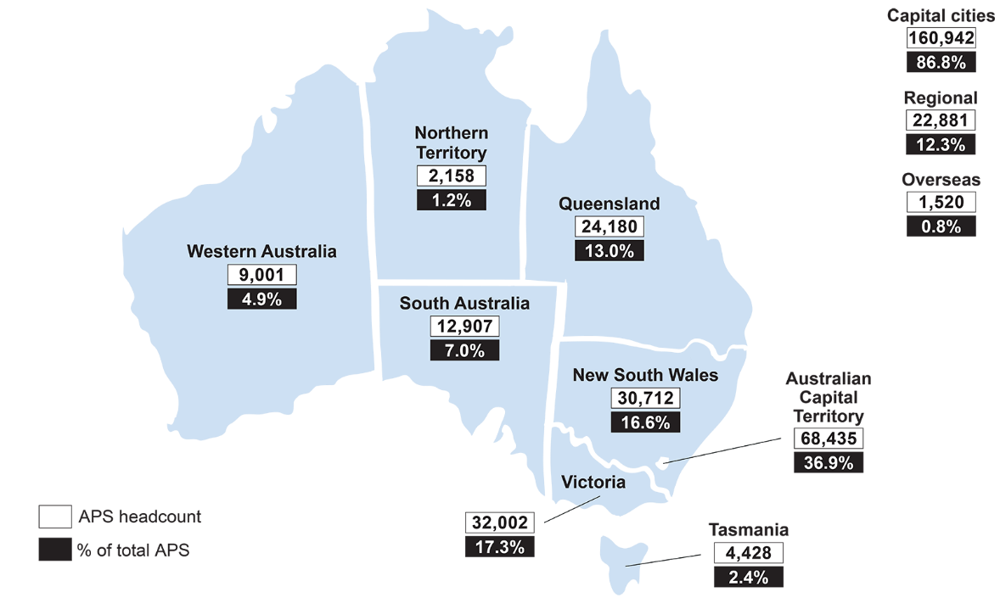 Capital cities
160,942
86.8%
Regional
22,881
12.3%
Overseas
1,520
0.8%
Northern
Territory
2,158
1.2%
Queensland
24,180
13.0%
Western Australia
9,001
4.9%
South Australia
12,907
7.0%
New South Wales
30,712
16.6%
Australian
Capital
Territory
68,435
36.9%
Victoria
32,002
17.3%
Tasmania
4,428
2.4%
APS headcount
% of total APS